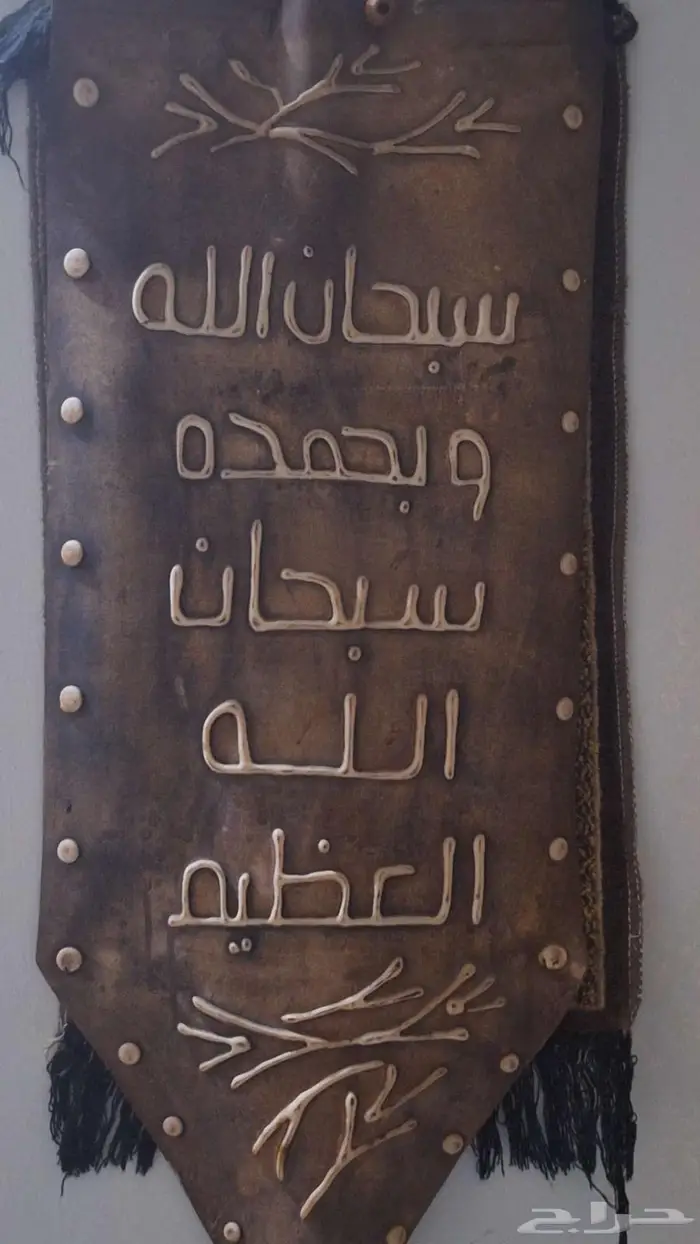 سبحان الله
وبحمده
سبحان
الله
العظيم
حراج